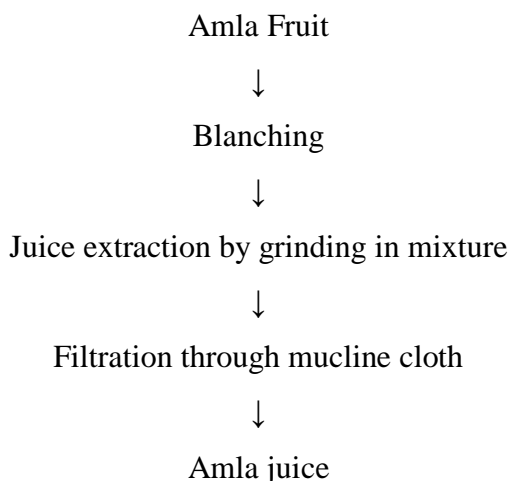 Amla Fruit
↓
Blanching
↓
Juice extraction by grinding in mixture
↓
Filtration through mucline cloth
↓
Amla juice